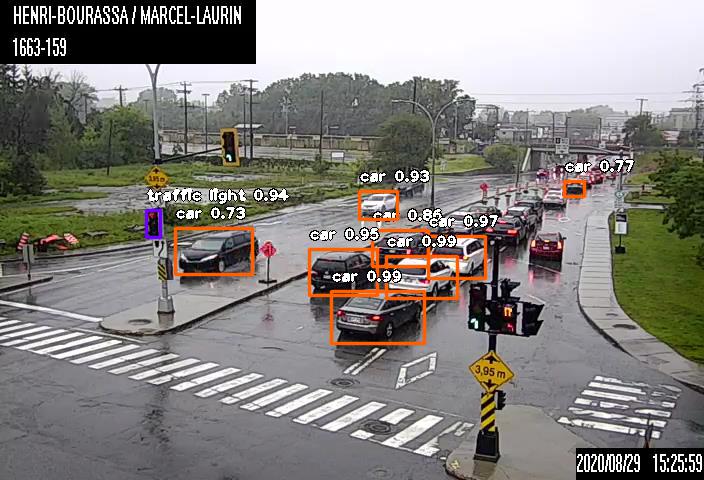 HENRI-BOURASSA / MARCEL-LAURIN
1663-159
car 0.93
car 0.77
3,95 m
traffic light 0.94
car 0.73
car 0.86
car 0.97
car 0.95
car 0.99
car 0.99
3,95 m
2020/08/29 15:25:59